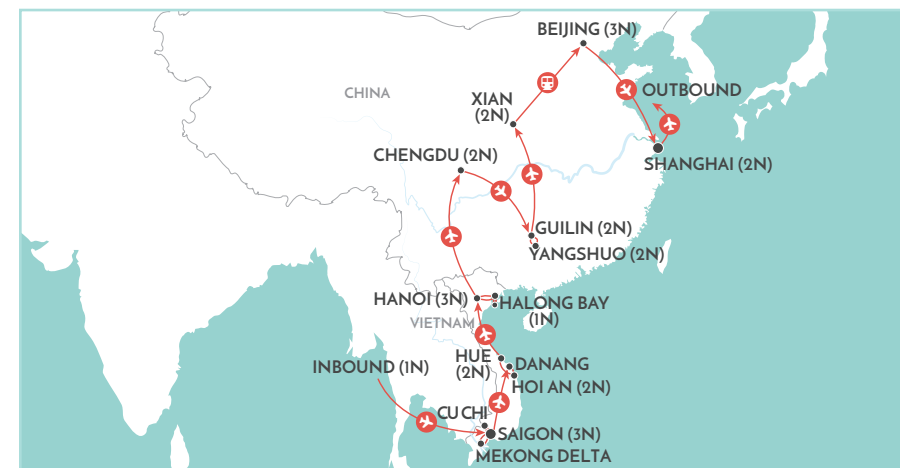 BEIJING (3N)
OUTBOUND
CHINA
XIAN
(2N)
CHENGDU (2N)
SHANGHAI (2N)
GUILIN (2N)
YANGSHUO (2N)
HANOI (3N)
HALONG BAY
(1N)
VIETNAM
HUE
(2N)
DANANG
HOI AN (2N)
INBOUND (1N)
CU CHI
SAIGON (3N)
MEKONG DELTA